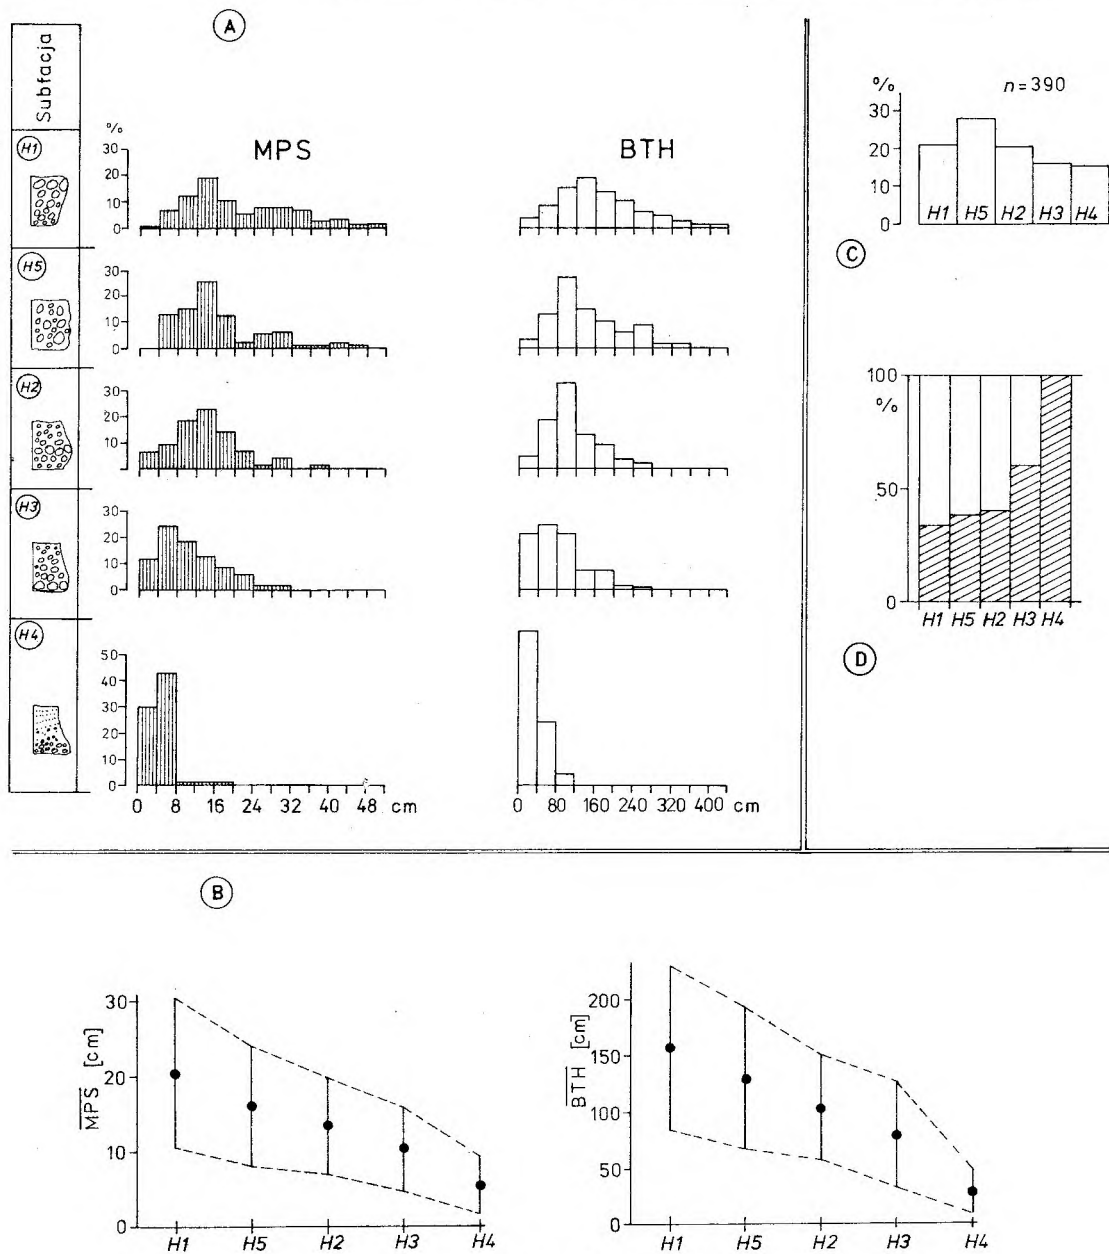 A
Subfacja
H1
%
30
20
10
0
MPS
BTH
H5
30
20
10
0
H2
30
20
10
H3
30
20
10
0
H4
50
40
30
20
10
0
0 8 16 24 32 40 48 cm
0 80 160 240 320 400 cm
%
30
20
10
0
n=390
H1 H5 H2 H3 H4
C
100
%
50
0
H1 H5 H2 H3 H4
D
B
MPS [cm]
30
20
10
0
H1 H5 H2 H3 H4
BTH [cm]
200
150
100
50
0
H1 H5 H2 H3 H4